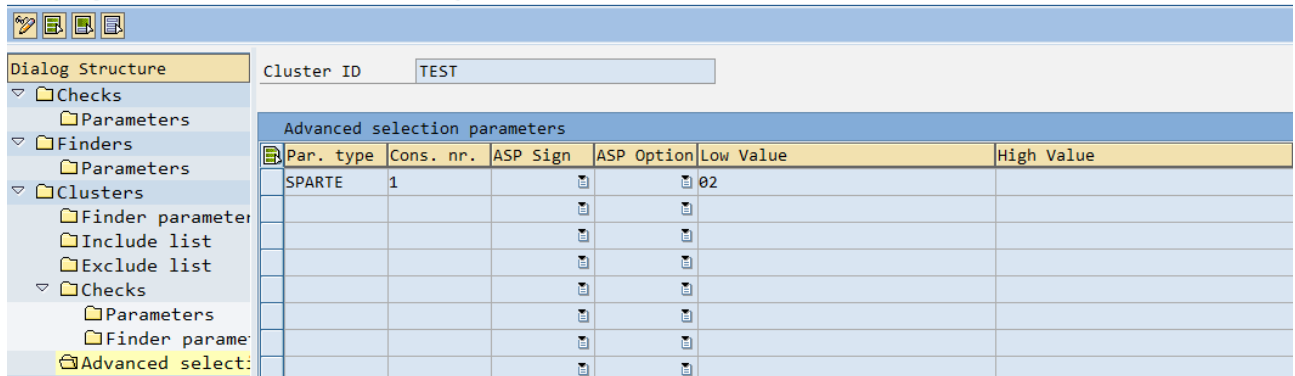 Dialog Structure
Checks
Parameters
Finders
Parameters
Clusters
Finder parameter
Include list
Exclude list
Checks
Parameters
Finder parame
Advanced select
Cluster ID TEST
Advanced selection parameters
Par. type Cons. nr. ASP Sign ASP Option Low Value High Value
SPARTE 1 02